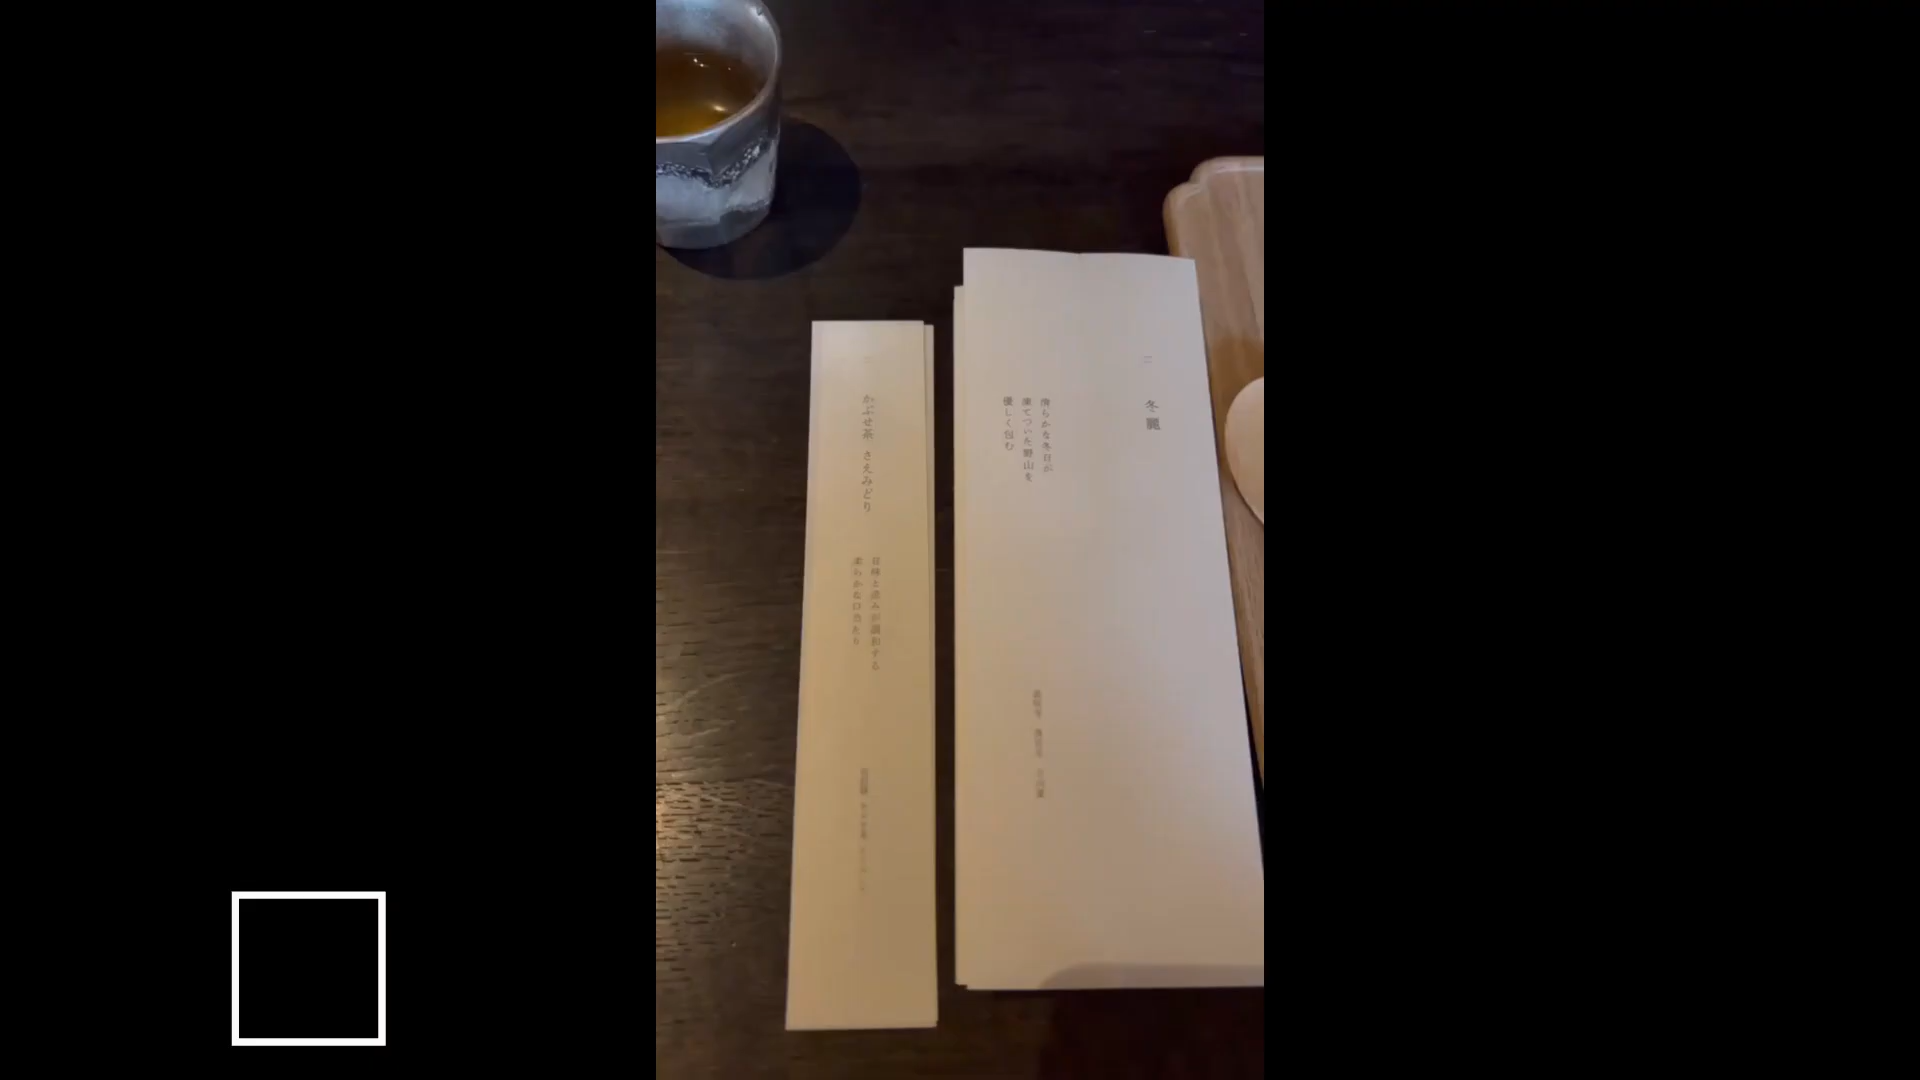 二
冬麗
滑らかな冬日が
凍てついた野山を
優しく包む
かぶせ茶 さえみどり
旨味と渋みが調和する
柔らかな口当たり